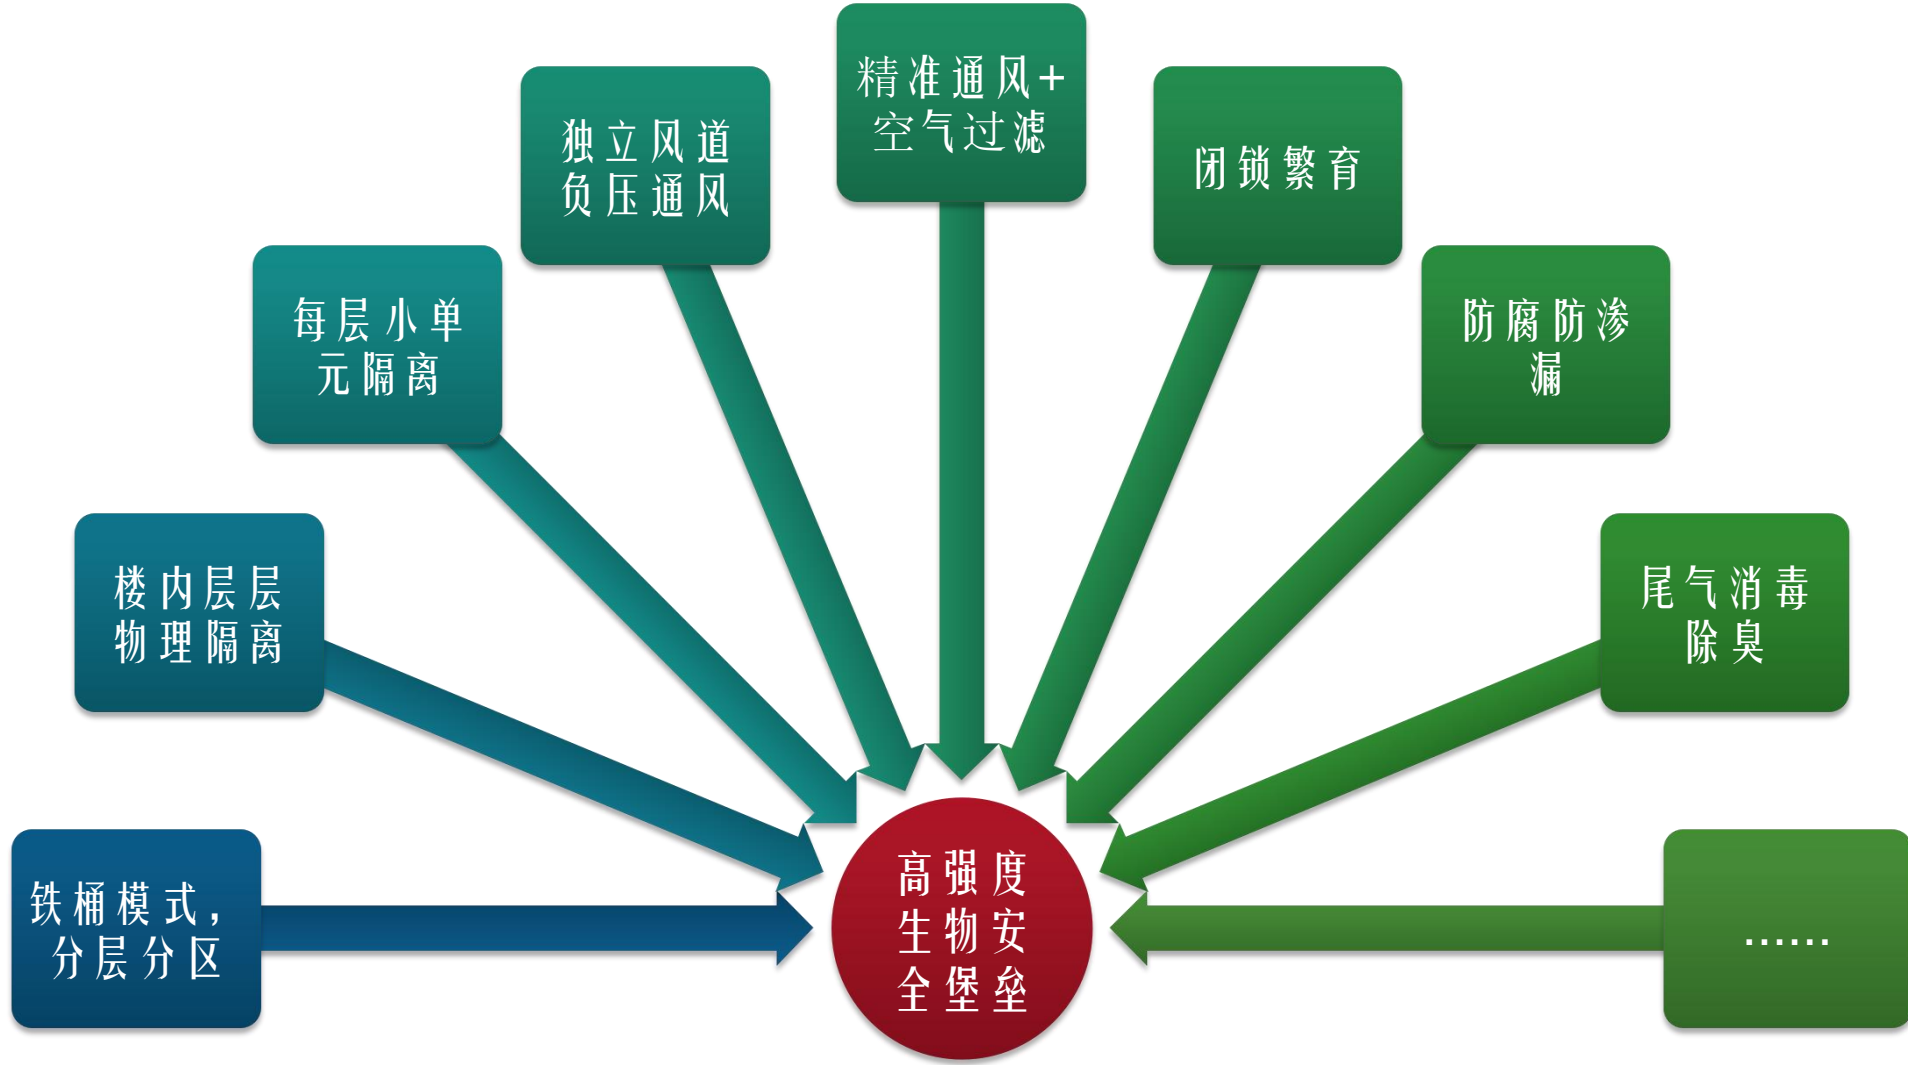 铁桶模式，
分层分区
楼内层层
物理隔离
每层小单
元隔离
独立风道
负压通风
精准通风+
空气过滤
闭锁繁育
防腐防渗
漏
尾气消毒
除臭
……
高强度
生物安
全堡垒